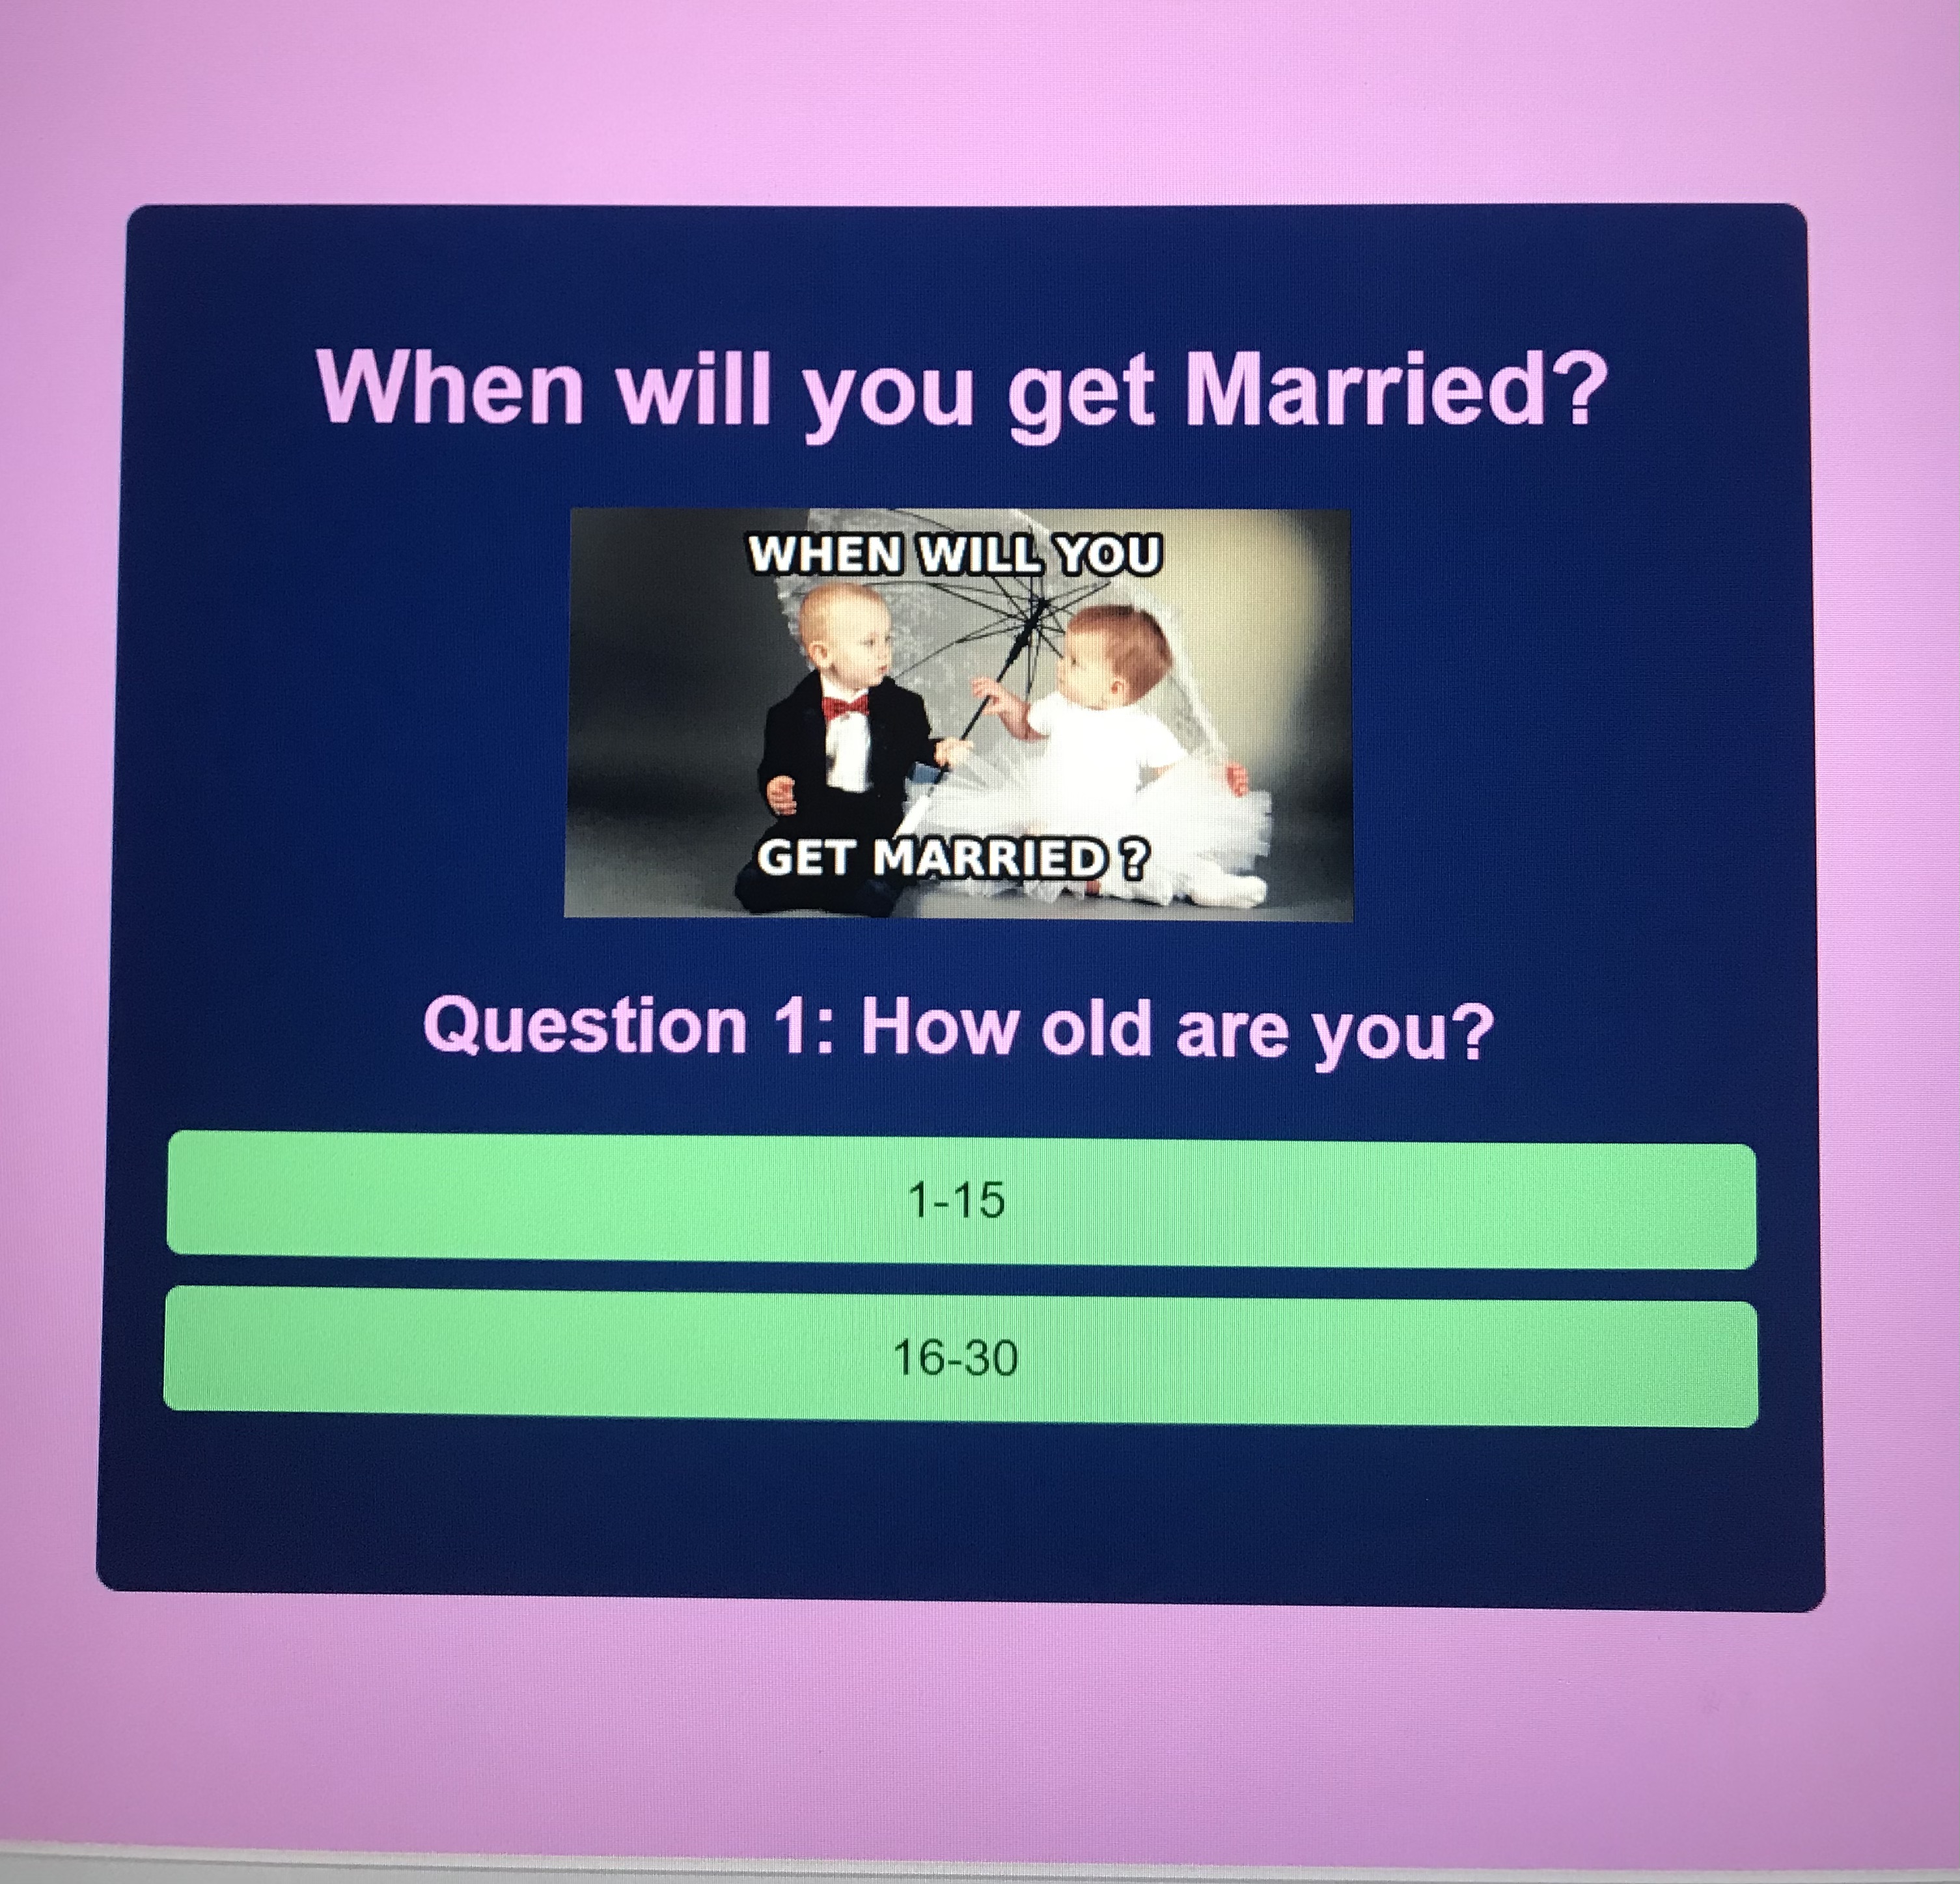 When will you get Married?
WHEN WILL YOU
GET MARRIED?
Question 1: How old are you?
1-15
16-30